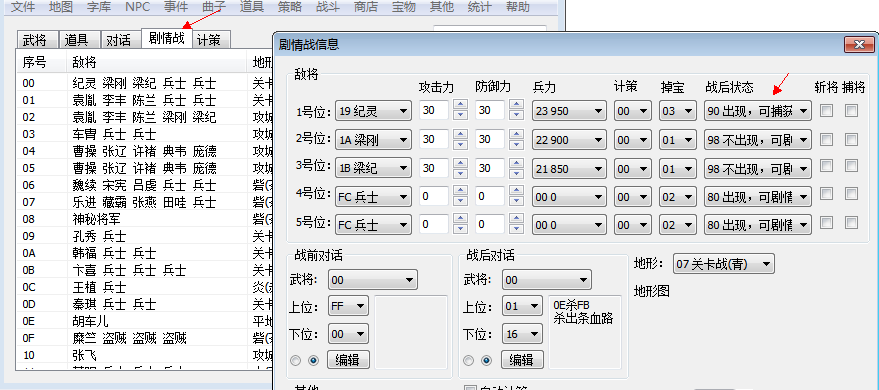 文件 地图 字库 NPC 事件 曲子 道具 策略 战斗 商店 宝物 其他 统计 帮助
武将 道具 对话 剧情战 计策
序号 敌将
00 纪灵 梁刚 梁纪 兵士 兵士 关卡
01 袁胤 李丰 陈兰 兵士 兵士 关卡
02 袁胤 李丰 陈兰 梁刚 梁纪 攻城
03 车胄 兵士 兵士 攻城
04 曹操 张辽 许褚 典韦 庞德 攻城
05 曹操 张辽 许褚 典韦 庞德 攻城
06 魏续 宋宪 吕虔 兵士 兵士
07 乐进 藏霸 张燕 田哇 兵士
08 神秘将军
09 孔秀 兵士 关卡
0A 韩福 兵士 兵士 关卡
0B 卞喜 兵士 兵士 兵士 关卡
0C 王植 兵士
0D 秦琪 兵士 兵士 关卡
0E 胡车儿 平地
0F 糜竺 盗贼 盗贼 盗贼
10 张飞 攻城
剧情战信息
敌将
攻击力 防御力 兵力 计策 掉宝 战后状态 斩将 捕将
1号位: 19 纪灵 30 30 23 950 00 03 90 出现，可捕获
2号位: 1A 梁刚 30 30 22 900 00 01 98 不出现，可剧
3号位: 1B 梁纪 30 30 21 850 00 01 98 不出现，可剧
4号位: FC 兵士 0 0 00 0 00 02 80 出现，可剧情
5号位: FC 兵士 0 0 00 0 00 02 80 出现，可剧情
战前对话
武将: 00
上位: FF
下位: 00
编辑
战后对话
武将: 00
上位: 01
下位: 16
编辑
0E杀FB
杀出条血路
地形: 07 关卡战(青)
地形图
其他
自动计策